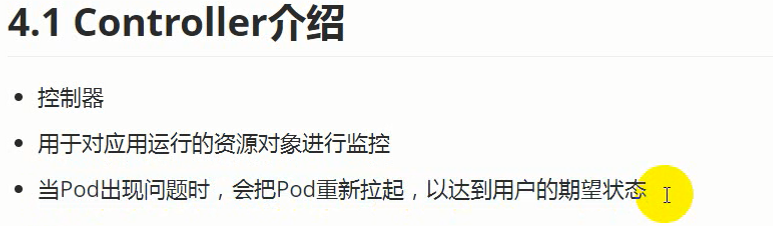 4.1 Controller介绍
控制器
用于对应用运行的资源对象进行监控
当Pod出现问题时，会把Pod重新拉起，以达到用户的期望状态